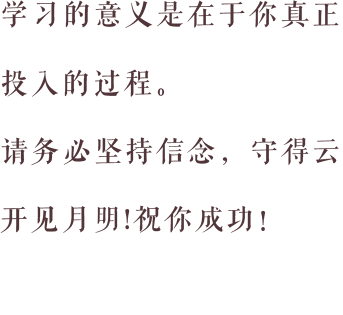 学习的意义是在于你真正
投入的过程。
请务必坚持信念，守得云
开见月明!祝你成功!